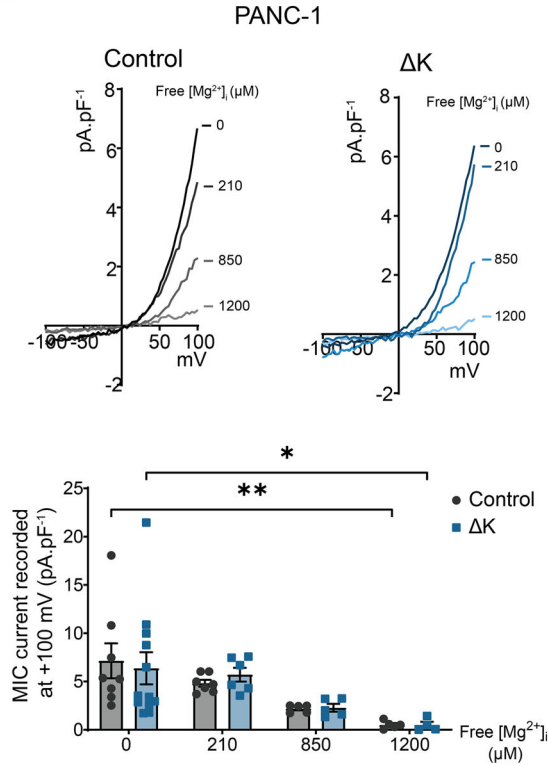 PANC-1
Control
ΔK
Free [Mg²⁺]ᵢ (μM)
pA.pF⁻¹
8
6
4
2
-2
0
210
850
1200
-100 -50 50 100
mV
Free [Mg²⁺]ᵢ (μM)
pA.pF⁻¹
8
6
4
2
-2
0
210
850
1200
-100 -50 50 100
mV
*
**
MIC current recorded
at +100 mV (pA.pF⁻¹)
25
20
15
10
5
0
0 210 850 1200
Free [Mg²⁺]ᵢ
(μM)
Control
ΔK